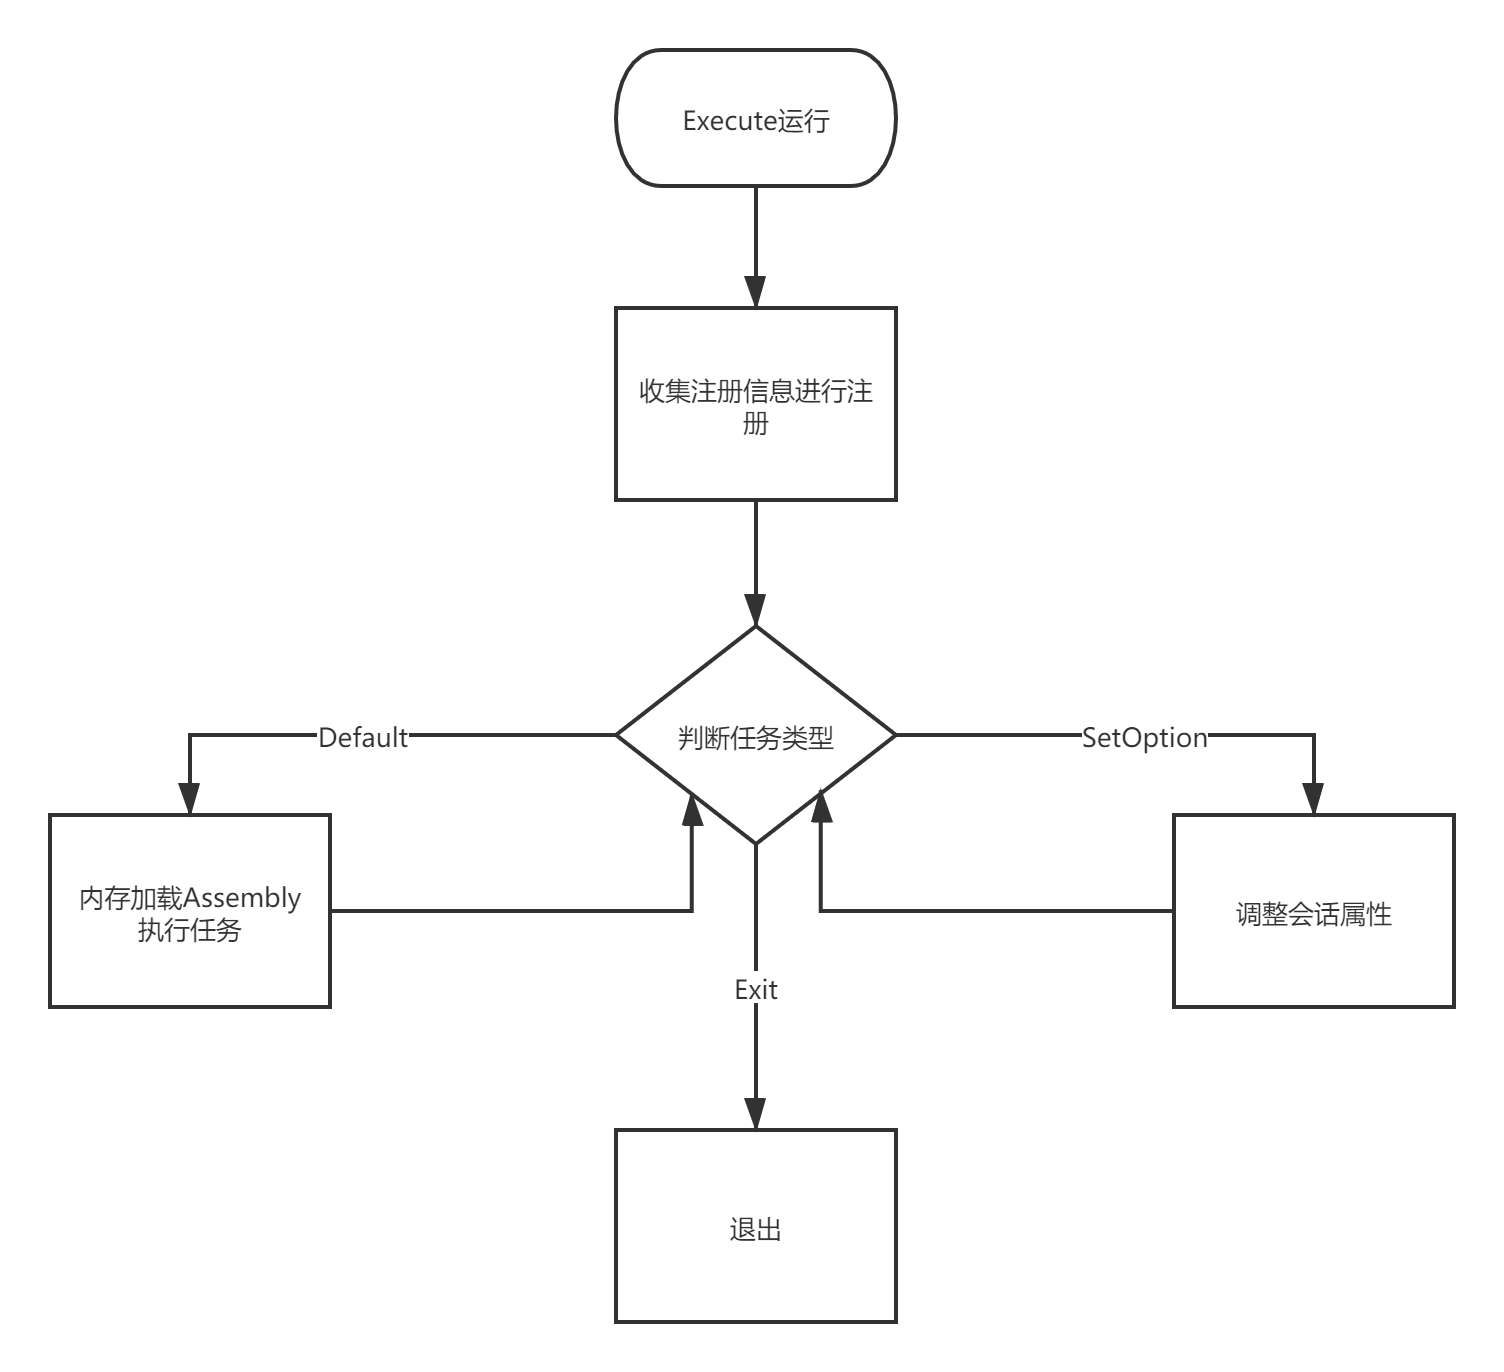 Execute运行
收集注册信息进行注
册
判断任务类型
Default
SetOption
内存加载Assembly
执行任务
调整会话属性
Exit
退出